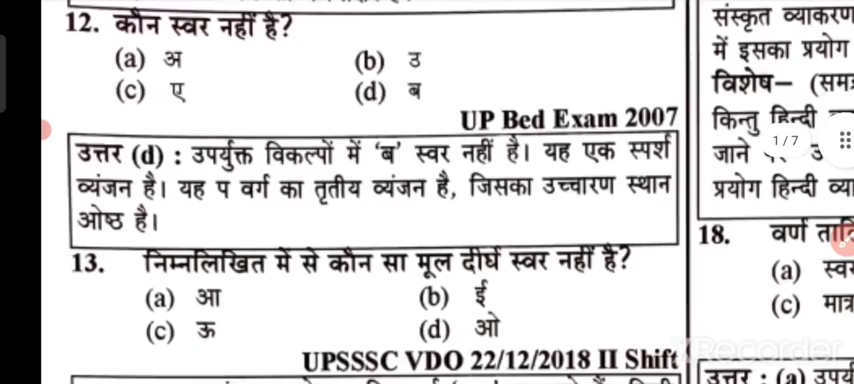 12. कौन स्वर नहीं है?
(a) अ (b) उ
(c) ए (d) ब
UP Bed Exam 2007
उत्तर (d) : उपर्युक्त विकल्पों में ‘ब’ स्वर नहीं है। यह एक स्पर्श
व्यंजन है। यह प वर्ग का तृतीय व्यंजन है, जिसका उच्चारण स्थान
ओष्ठ है।
13. निम्नलिखित में से कौन सा मूल दीर्घ स्वर नहीं है?
(a) आ (b) ई
(c) ऊ (d) ओ
UPSSSC VDO 22/12/2018 II Shift
संस्कृत व्याकरण
में इसका प्रयोग
विशेष– (सम
किन्तु हिन्दी
1/7
जाने
प्रयोग हिन्दी व्या
18. वर्ण
(a) स्व
(c) मात्र
Recorder
उत्तर : (a) उपर्य